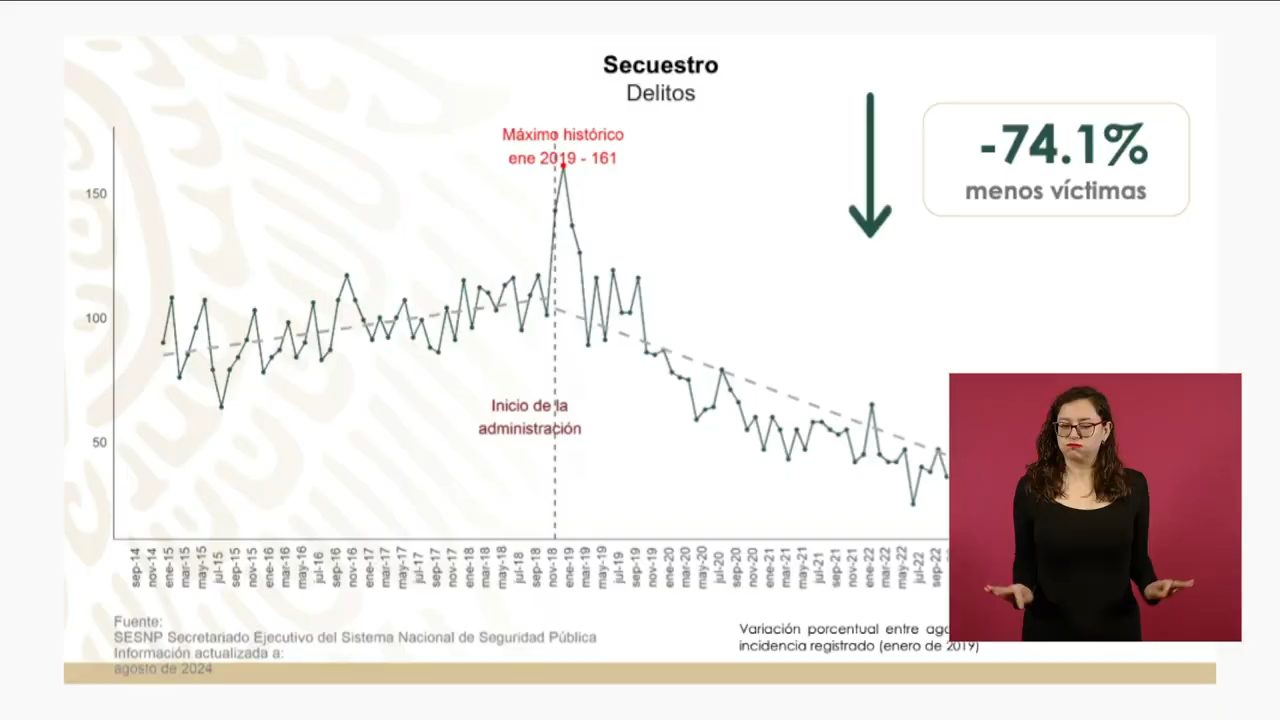 Secuestro
Delitos
Máximo histórico
ene 2019 - 161
-74.1%
menos víctimas
150
100
50
Inicio de la
administración
sep-14
nov-14
ene-15
mar-15
may-15
jul-15
sep-15
nov-15
ene-16
mar-16
may-16
jul-16
sep-16
nov-16
ene-17
mar-17
may-17
jul-17
sep-17
nov-17
ene-18
mar-18
may-18
jul-18
sep-18
nov-18
ene-19
mar-19
may-19
jul-19
sep-19
nov-19
ene-20
mar-20
may-20
jul-20
sep-20
nov-20
ene-21
mar-21
may-21
jul-21
sep-21
nov-21
ene-22
mar-22
may-22
jul-22
sep-22
Fuente:
SESNP Secretariado Ejecutivo del Sistema Nacional de Seguridad Pública
Información actualizada a:
agosto de 2024
Variación porcentual entre
incidencia registrado (enero de 2019)